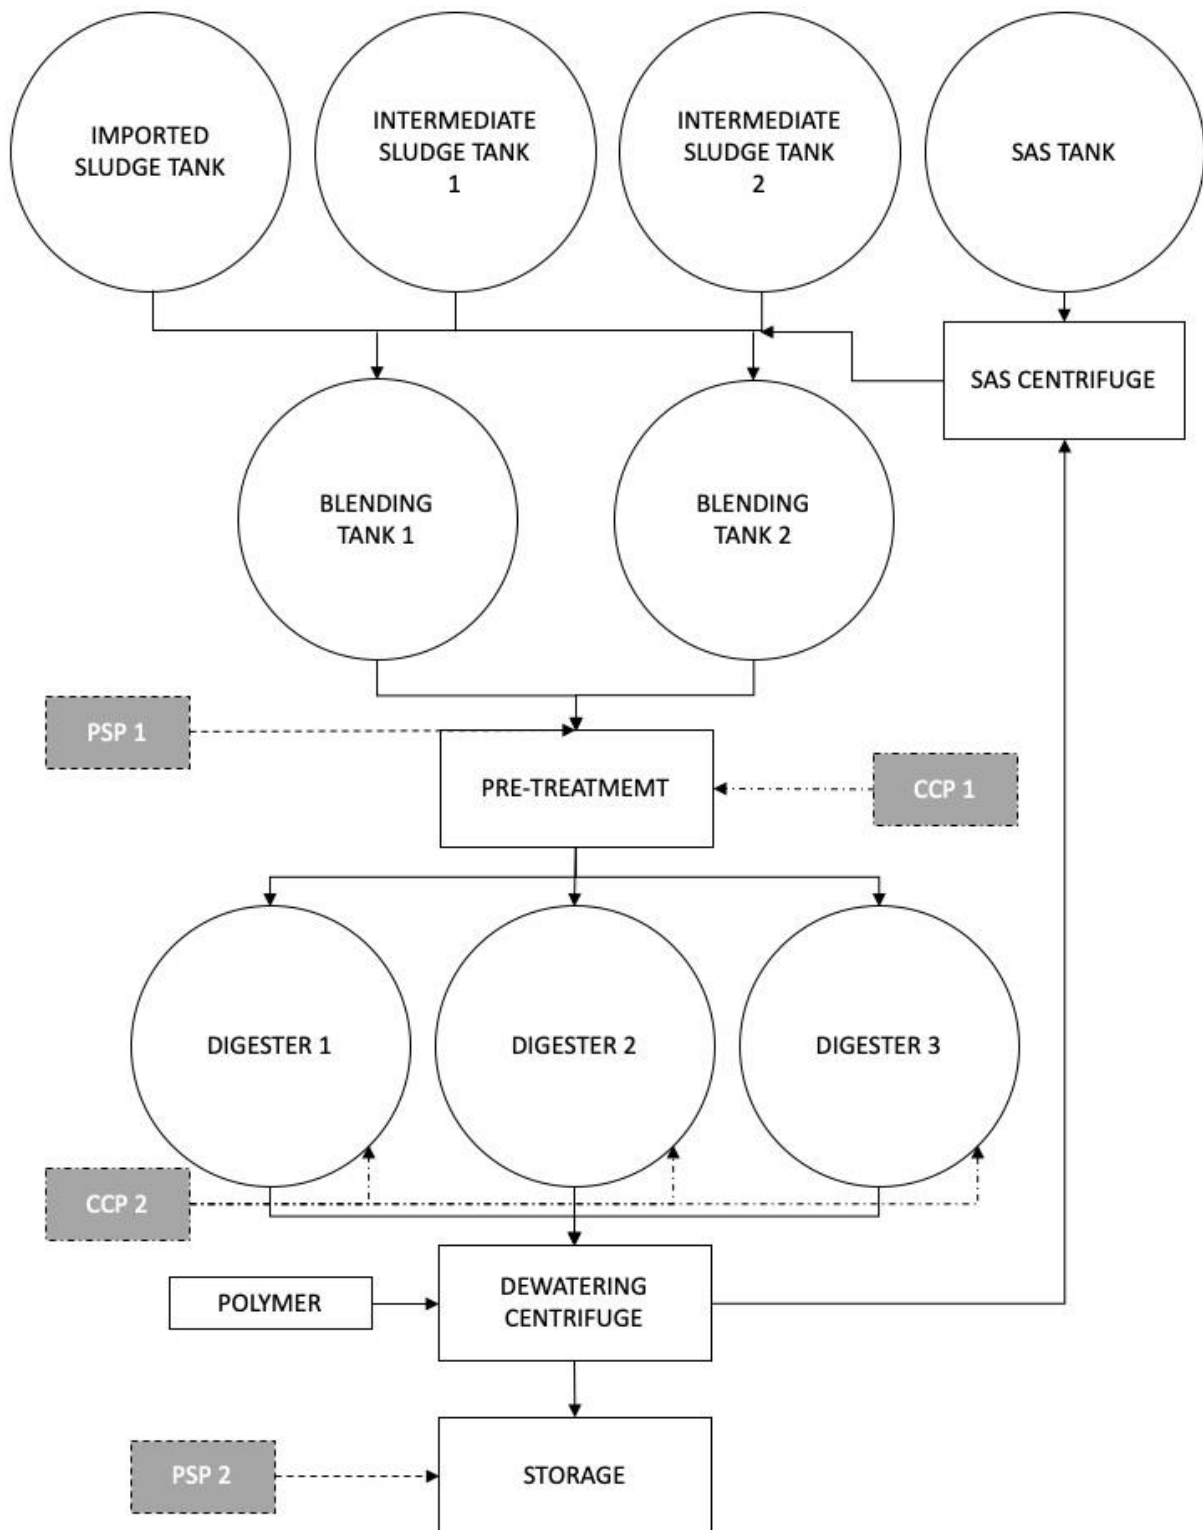 IMPORTED
SLUDGE TANK
INTERMEDIATE
SLUDGE TANK
1
INTERMEDIATE
SLUDGE TANK
2
SAS TANK
SAS CENTRIFUGE
BLENDING
TANK 1
BLENDING
TANK 2
PSP 1
PRE-TREATMEMT
CCP 1
DIGESTER 1
DIGESTER 2
DIGESTER 3
CCP 2
POLYMER
DEWATERING
CENTRIFUGE
PSP 2
STORAGE